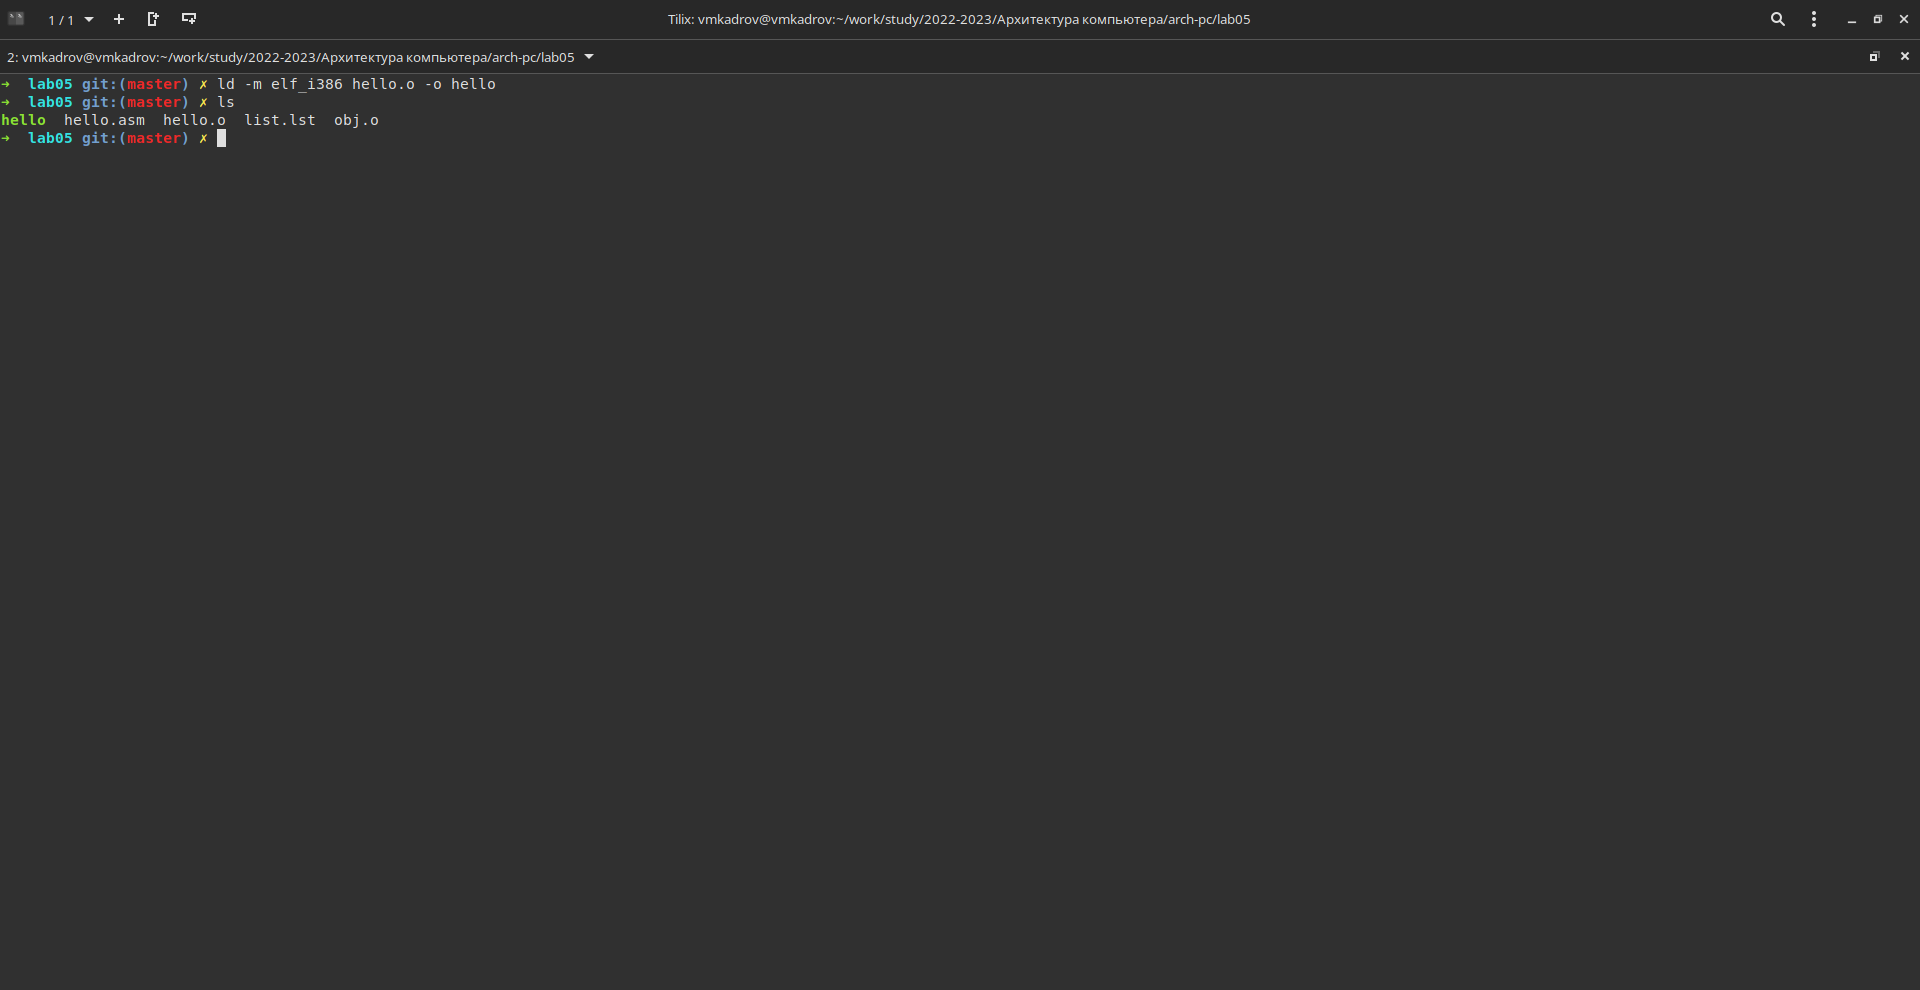 1 / 1
Tilix: vmkadrov@vmkadrov:~/work/study/2022-2023/Архитектура компьютера/arch-pc/lab05
2: vmkadrov@vmkadrov:~/work/study/2022-2023/Архитектура компьютера/arch-pc/lab05
➜  lab05 git:(master) ✗ ld -m elf_i386 hello.o -o hello
➜  lab05 git:(master) ✗ ls
hello  hello.asm  hello.o  list.lst  obj.o
➜  lab05 git:(master) ✗